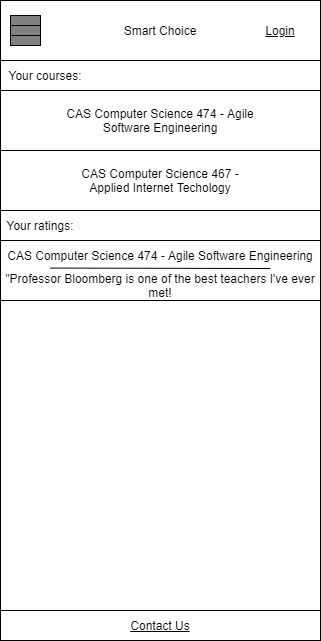 Smart Choice
Login
Your courses:
CAS Computer Science 474 - Agile
Software Engineering
CAS Computer Science 467 -
Applied Internet Techology
Your ratings:
CAS Computer Science 474 - Agile Software Engineering
"Professor Bloomberg is one of the best teachers I've ever
met!
Contact Us